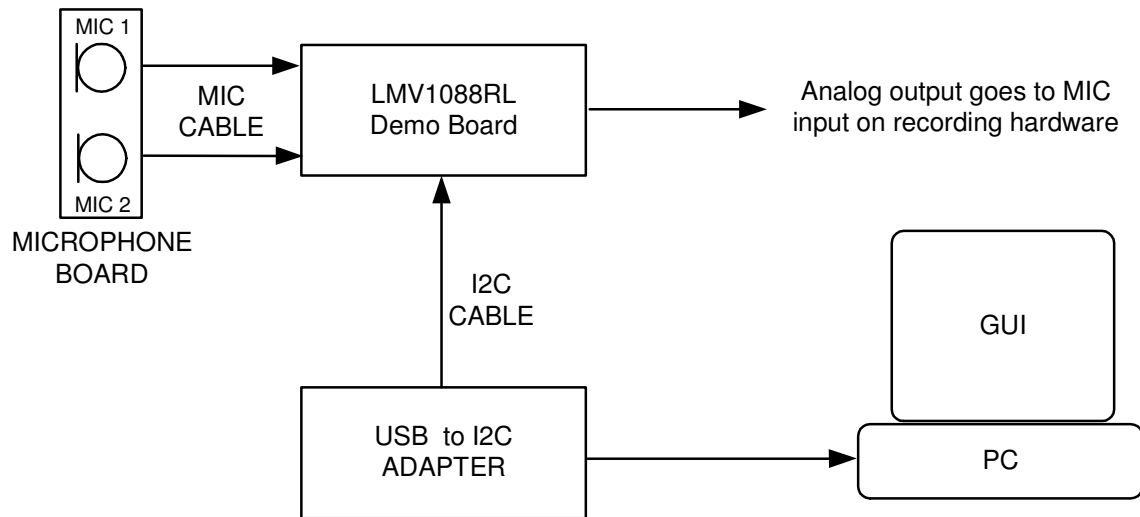 MIC 1
MIC 2
MICROPHONE
BOARD
MIC
CABLE
LMV1088RL
Demo Board
Analog output goes to MIC
input on recording hardware
I2C
CABLE
USB to I2C
ADAPTER
GUI
PC